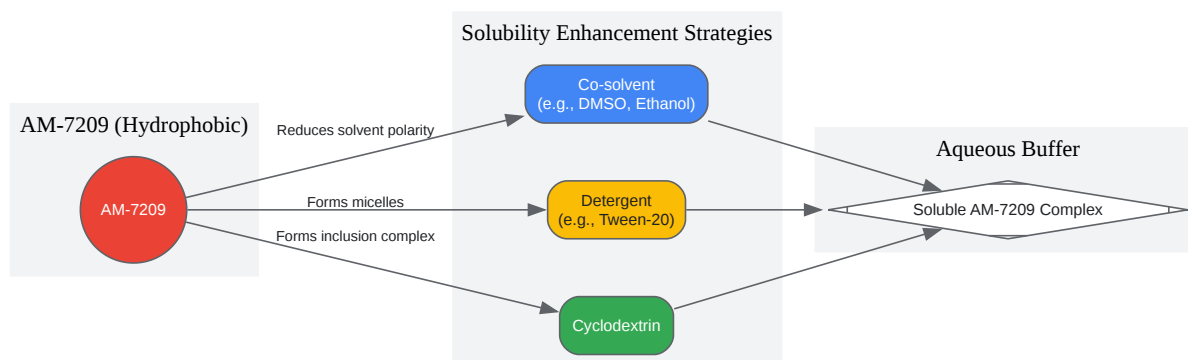 Solubility Enhancement Strategies
AM-7209 (Hydrophobic)
Aqueous Buffer
AM-7209
Reduces solvent polarity
Forms micelles
Forms inclusion complex
Co-solvent
(e.g., DMSO, Ethanol)
Detergent
(e.g., Tween-20)
Cyclodextrin
Soluble AM-7209 Complex